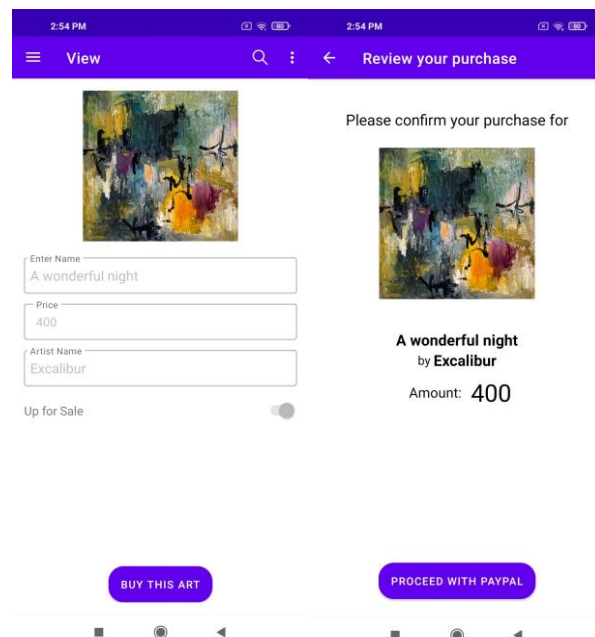 2:54 PM
80
View
Enter Name
A wonderful night
Price
400
Artist Name
Excalibur
Up for Sale
BUY THIS ART
2:54 PM
80
Review your purchase
Please confirm your purchase for
A wonderful night
by Excalibur
Amount: 400
PROCEED WITH PAYPAL